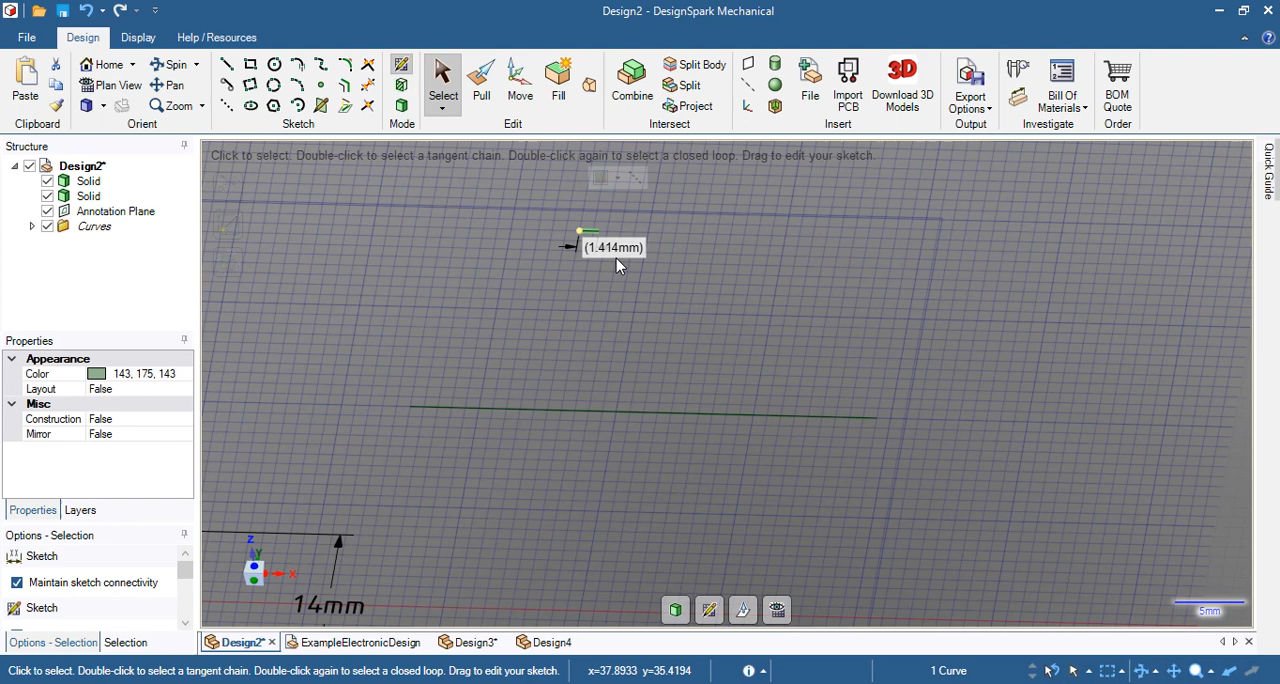 Design2 - DesignSpark Mechanical
File Design Display Help / Resources
Paste
Clipboard
Home Spin
Plan View Pan
Zoom
Orient
Sketch
Mode
Select Pull Move Fill
Edit
Combine
Split Body
Split
Project
Intersect
File Import PCB Download 3D Models
Insert
Export Options
Output
Bill Of Materials
Investigate
BOM Quote
Order
Structure
Design2*
Solid
Solid
Annotation Plane
Curves
Properties
Appearance
Color 143, 175, 143
Layout False
Misc
Construction False
Mirror False
Properties Layers
Options - Selection
Sketch
Maintain sketch connectivity
Sketch
Options - Selection Selection
Click to select. Double-click to select a tangent chain. Double-click again to select a closed loop. Drag to edit your sketch.
(1.414mm)
Z
Y
X
14mm
5mm
Quick Guide
Design2* ExampleElectronicDesign Design3* Design4
Click to select. Double-click to select a tangent chain. Double-click again to select a closed loop. Drag to edit your sketch. x=37.8933 y=35.4194 1 Curve